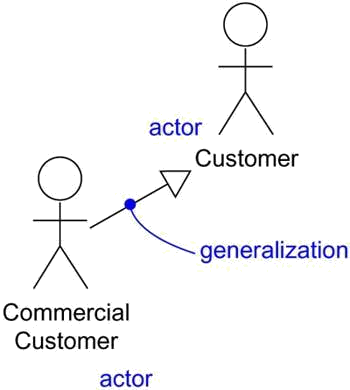 actor
Customer
generalization
Commercial
Customer
actor